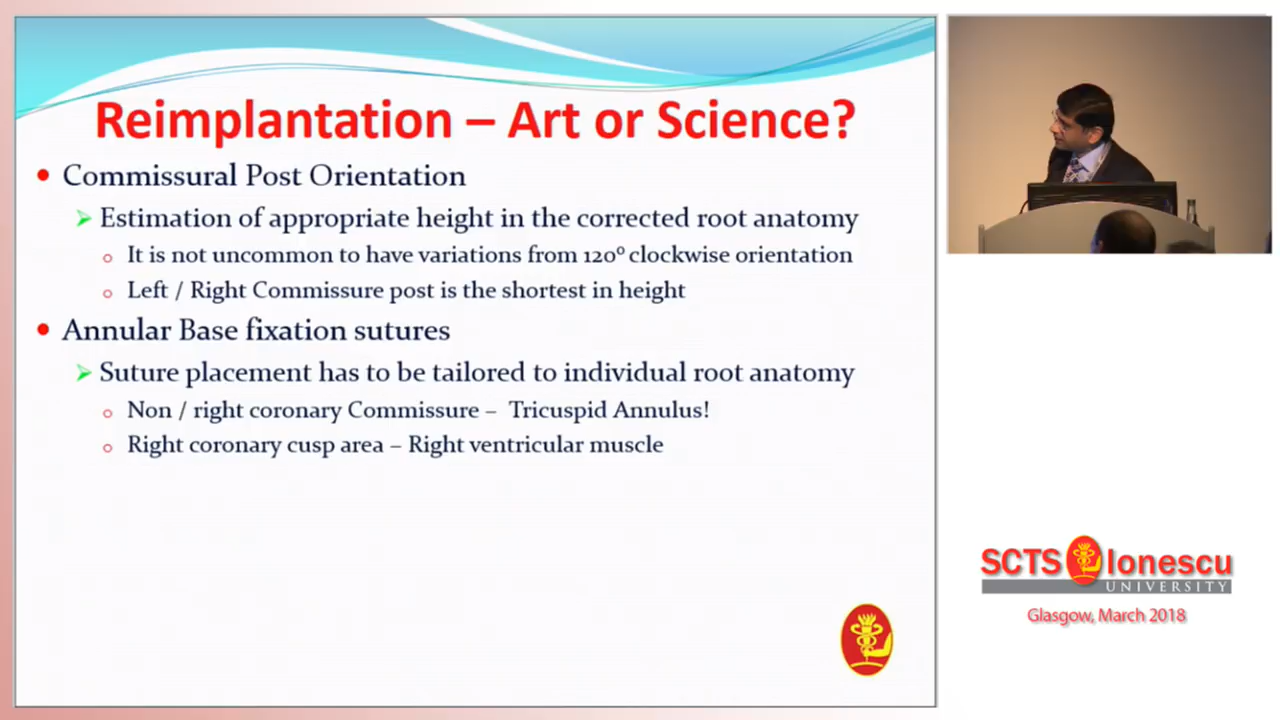 Reimplantation – Art or Science?
Commissural Post Orientation
Estimation of appropriate height in the corrected root anatomy
It is not uncommon to have variations from 120º clockwise orientation
Left / Right Commissure post is the shortest in height
Annular Base fixation sutures
Suture placement has to be tailored to individual root anatomy
Non / right coronary Commissure – Tricuspid Annulus!
Right coronary cusp area – Right ventricular muscle
SCTS Ionescu
UNIVERSITY
Glasgow, March 2018